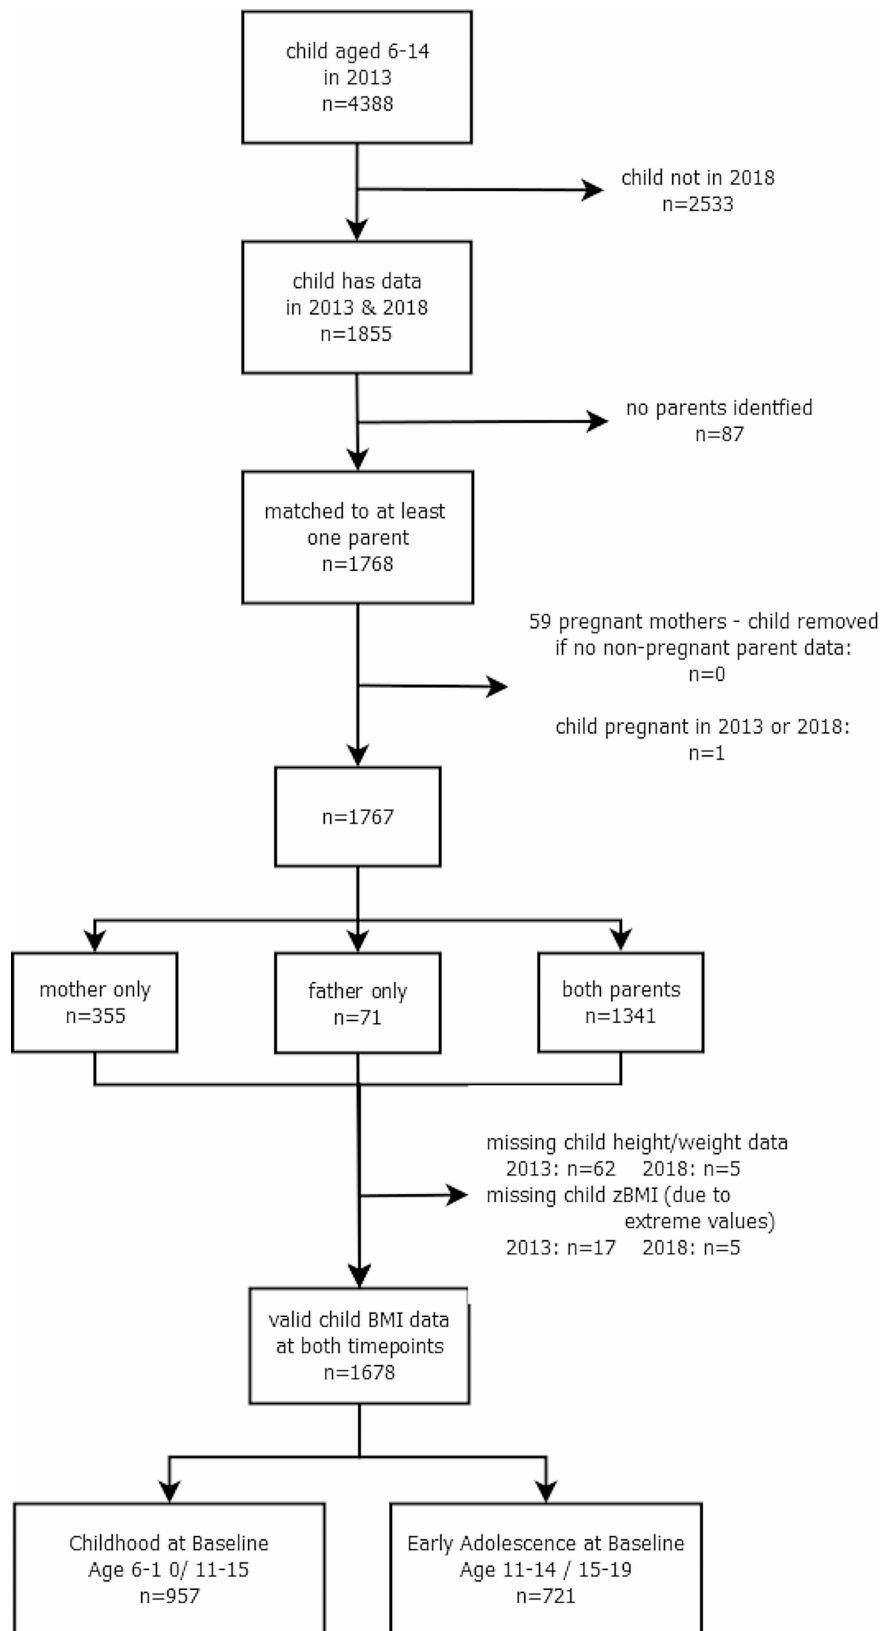 child aged 6-14
in 2013
n=4388
child not in 2018
n=2533
child has data
in 2013 & 2018
n=1855
no parents identfied
n=87
matched to at least
one parent
n=1768
59 pregnant mothers - child removed
if no non-pregnant parent data:
n=0
child pregnant in 2013 or 2018:
n=1
n=1767
mother only
n=355
father only
n=71
both parents
n=1341
missing child height/weight data
2013: n=62 2018: n=5
missing child zBMI (due to
extreme values)
2013: n=17 2018: n=5
valid child BMI data
at both timepoints
n=1678
Childhood at Baseline
Age 6-1 0/ 11-15
n=957
Early Adolescence at Baseline
Age 11-14 / 15-19
n=721